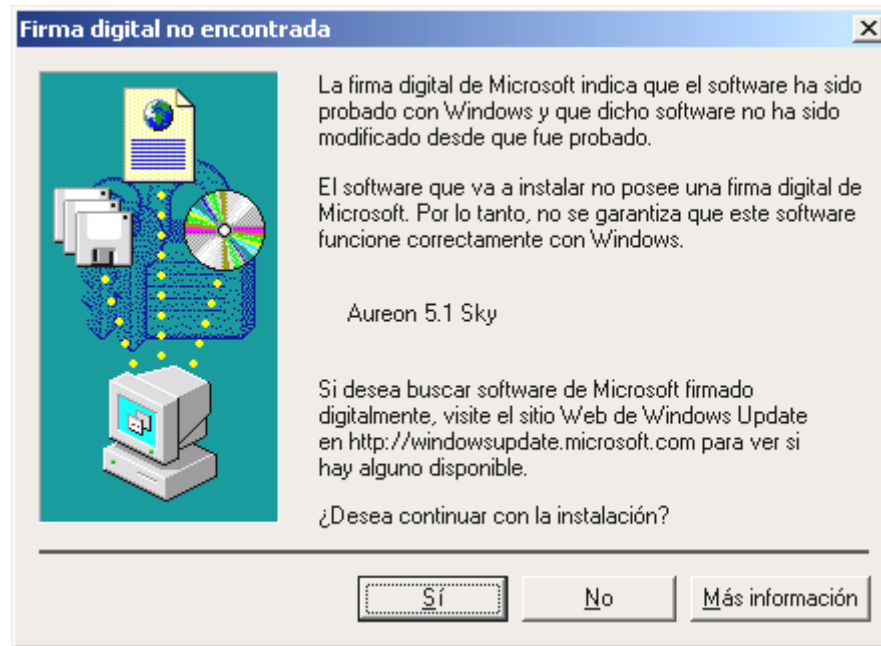 Firma digital no encontrada
La firma digital de Microsoft indica que el software ha sido
probado con Windows y que dicho software no ha sido
modificado desde que fue probado.
El software que va a instalar no posee una firma digital de
Microsoft. Por lo tanto, no se garantiza que este software
funcione correctamente con Windows.
Aureon 5.1 Sky
Si desea buscar software de Microsoft firmado
digitalmente, visite el sitio Web de Windows Update
en http://windowsupdate.microsoft.com para ver si
hay alguno disponible.
¿Desea continuar con la instalación?
Sí No Más información